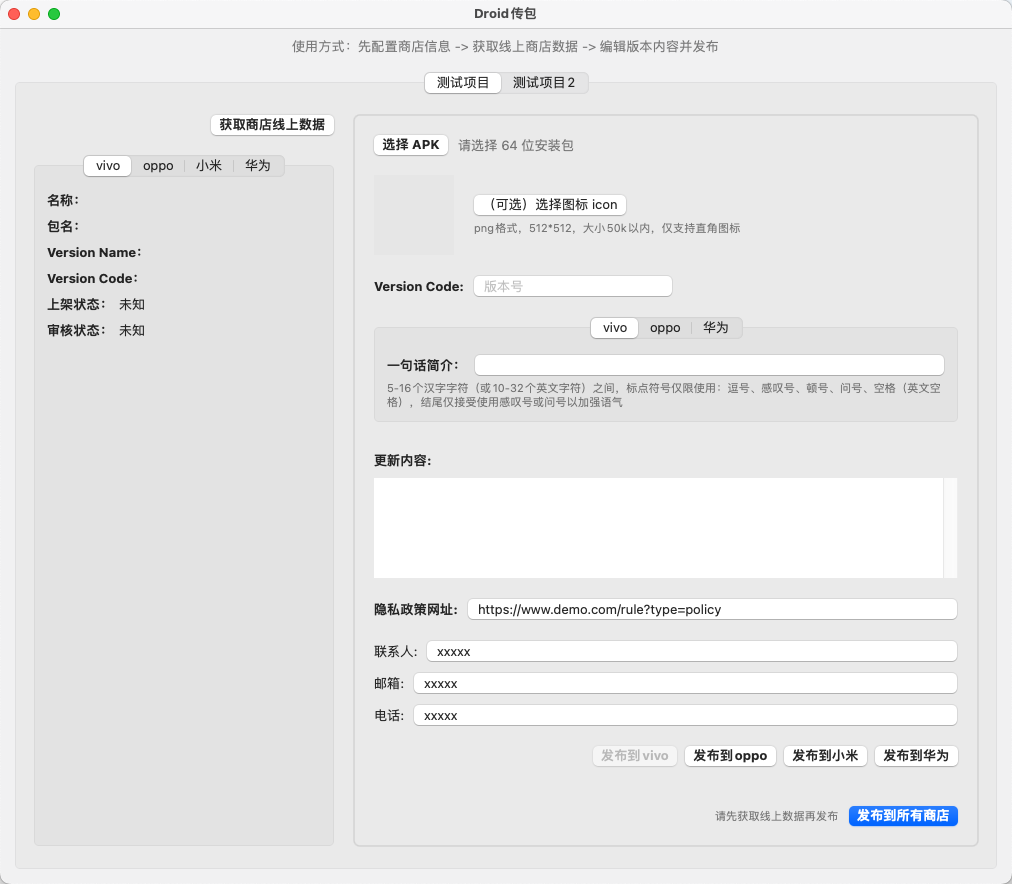 Droid传包
使用方式：先配置商店信息 -> 获取线上商店数据 -> 编辑版本内容并发布
测试项目 测试项目2
获取商店线上数据
vivo oppo 小米 华为
名称：
包名：
Version Name：
Version Code：
上架状态： 未知
审核状态： 未知
选择 APK 请选择 64 位安装包
（可选）选择图标 icon
png格式，512*512，大小50k以内，仅支持直角图标
Version Code: 版本号
vivo oppo 华为
一句话简介：
5-16个汉字字符（或10-32个英文字符）之间，标点符号仅限使用：逗号、感叹号、顿号、问号、空格（英文空
格），结尾仅接受使用感叹号或问号以加强语气
更新内容:
隐私政策网址: https://www.demo.com/rule?type=policy
联系人: xxxxx
邮箱: xxxxx
电话: xxxxx
发布到vivo 发布到oppo 发布到小米 发布到华为
请先获取线上数据再发布 发布到所有商店